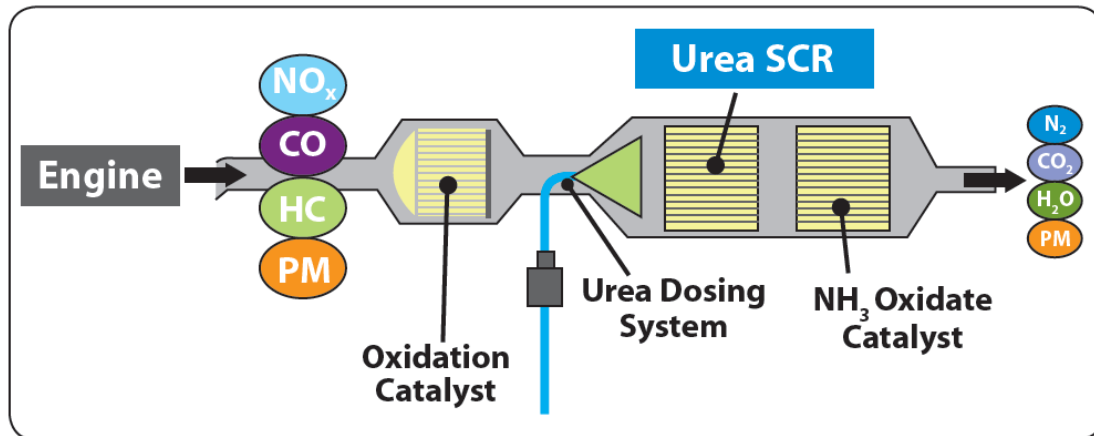 Urea SCR
NOₓ
CO
HC
PM
Engine
N₂
CO₂
H₂O
PM
Oxidation
Catalyst
Urea Dosing
System
NH₃ Oxidate
Catalyst